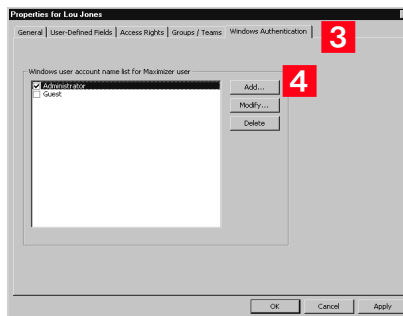 Properties for Lou Jones
General User-Defined Fields Access Rights Groups / Teams Windows Authentication
3
Windows user account name list for Maximizer user
4
Administrator
Add...
Guest
Modify...
Delete
OK Cancel Apply